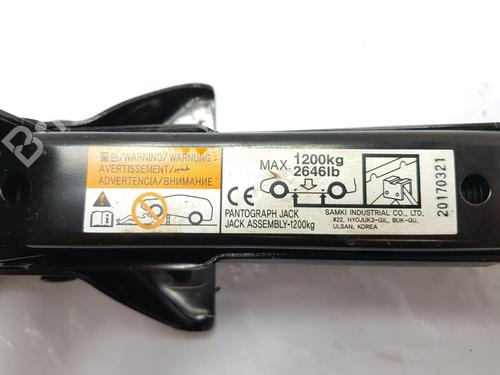 警告/WARNING/WARNUNG
AVERTISSEMENT/تحذير
ADVERTENCIA/ВНИМАНИЕ
MAX. 1200kg
2646lb
CE
PANTOGRAPH JACK
JACK ASSEMBLY-1200kg
SAMKI INDUSTRIAL CO., LTD.
#22, HYOJUK3-GIL, BUK-GU,
ULSAN, KOREA
20170321